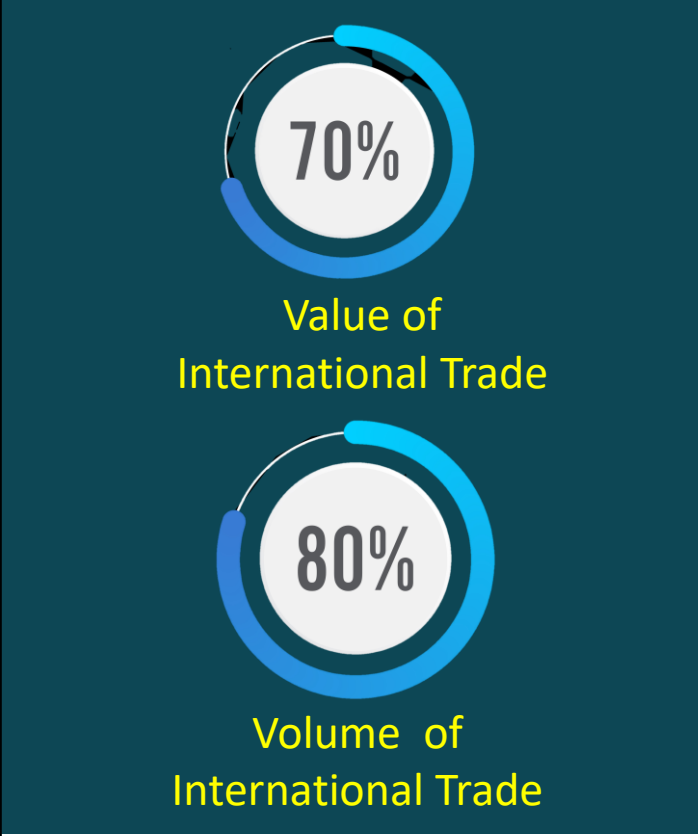 70%
Value of
International Trade
80%
Volume  of
International Trade